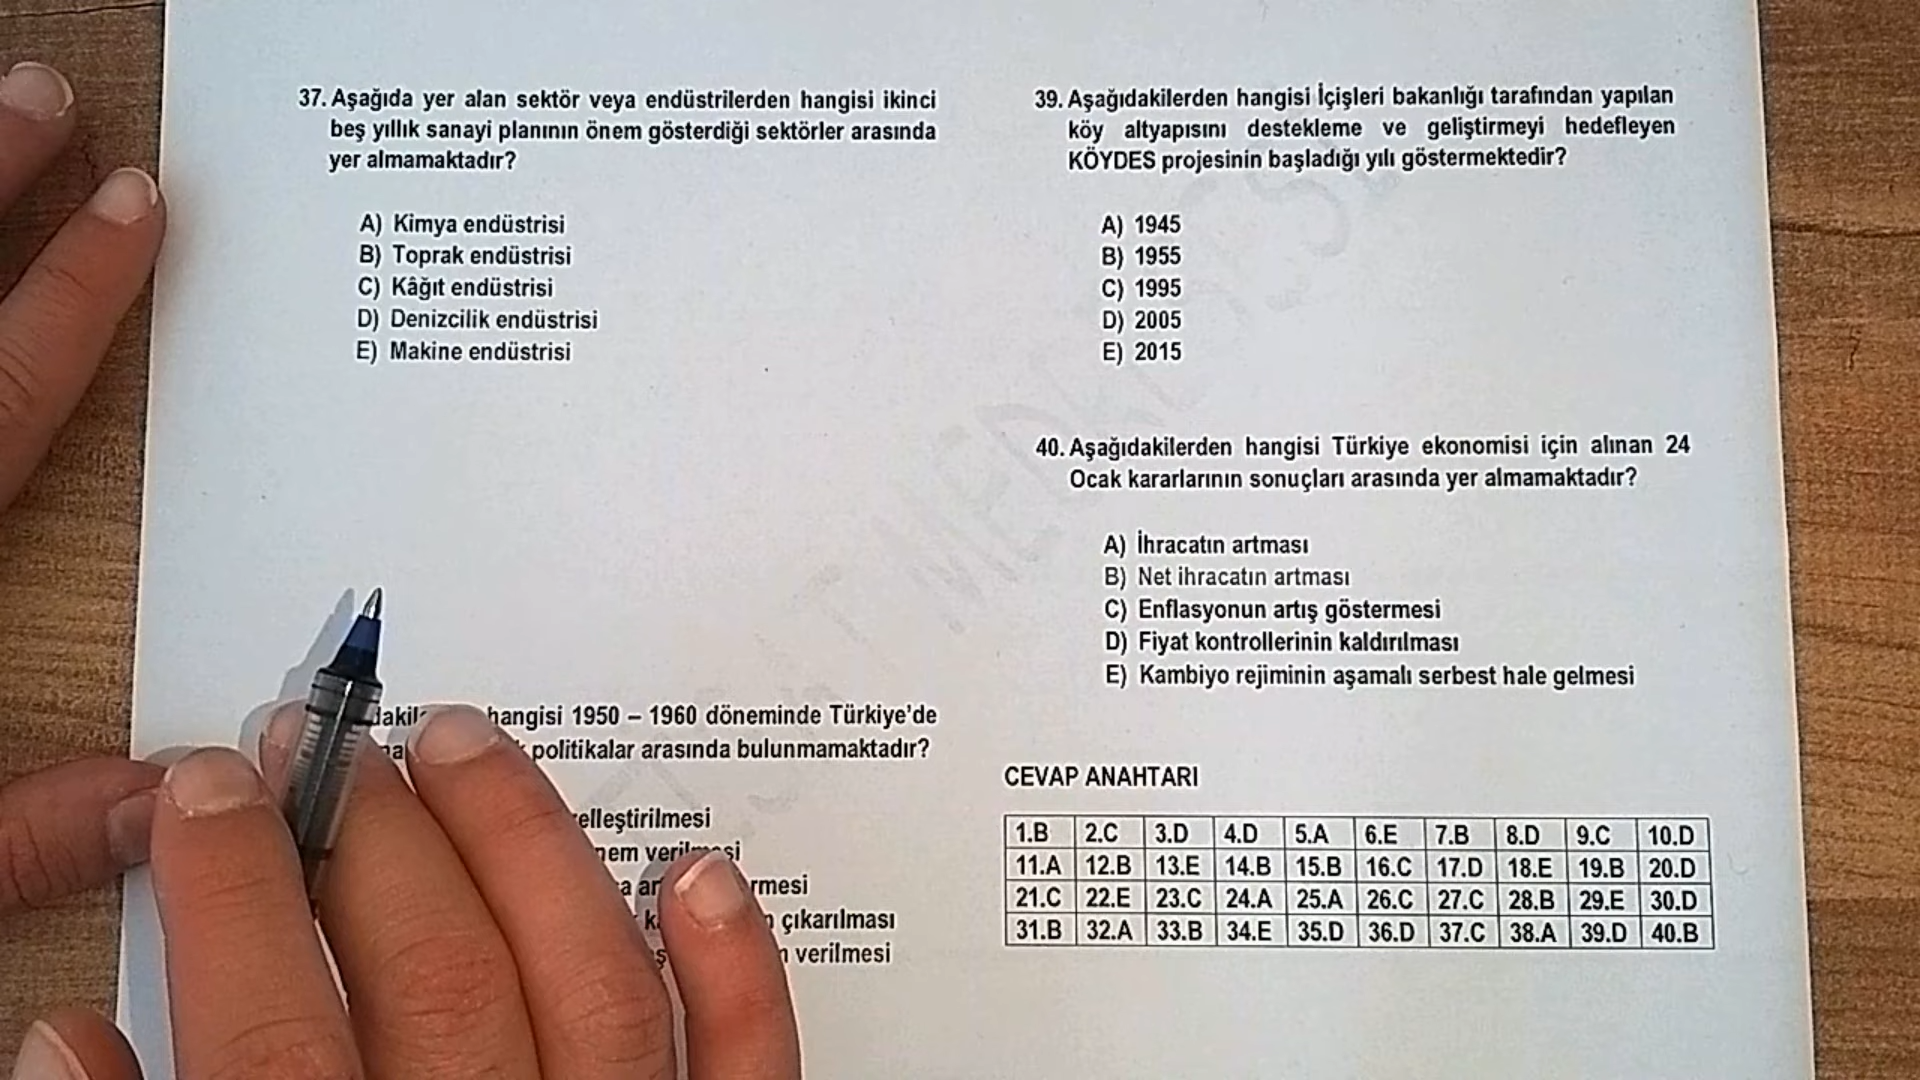 37. Aşağıda yer alan sektör veya endüstrilerden hangisi ikinci
beş yıllık sanayi planının önem gösterdiği sektörler arasında
yer almamaktadır?
A) Kimya endüstrisi
B) Toprak endüstrisi
C) Kâğıt endüstrisi
D) Denizcilik endüstrisi
E) Makine endüstrisi
hangisi 1950 – 1960 döneminde Türkiye'de
politikalar arasında bulunmamaktadır?
çıkarılması
verilmesi
39. Aşağıdakilerden hangisi İçişleri bakanlığı tarafından yapılan
köy altyapısını destekleme ve geliştirmeyi hedefleyen
KÖYDES projesinin başladığı yılı göstermektedir?
A) 1945
B) 1955
C) 1995
D) 2005
E) 2015
40. Aşağıdakilerden hangisi Türkiye ekonomisi için alınan 24
Ocak kararlarının sonuçları arasında yer almamaktadır?
A) İhracatın artması
B) Net ihracatın artması
C) Enflasyonun artış göstermesi
D) Fiyat kontrollerinin kaldırılması
E) Kambiyo rejiminin aşamalı serbest hale gelmesi
CEVAP ANAHTARI
1.B 2.C 3.D 4.D 5.A 6.E 7.B 8.D 9.C 10.D
11.A 12.B 13.E 14.B 15.B 16.C 17.D 18.E 19.B 20.D
21.C 22.E 23.C 24.A 25.A 26.C 27.C 28.B 29.E 30.D
31.B 32.A 33.B 34.E 35.D 36.D 37.C 38.A 39.D 40.B